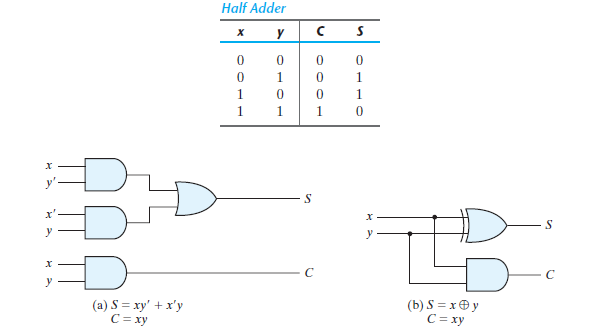 Half Adder
x y C S
0 0 0 0
0 1 0 1
1 0 0 1
1 1 1 0
x
y'
x'
y
S
x
y
C
(a) S = xy' + x'y
C = xy
x
y
S
C
(b) S = x ⊕ y
C = xy